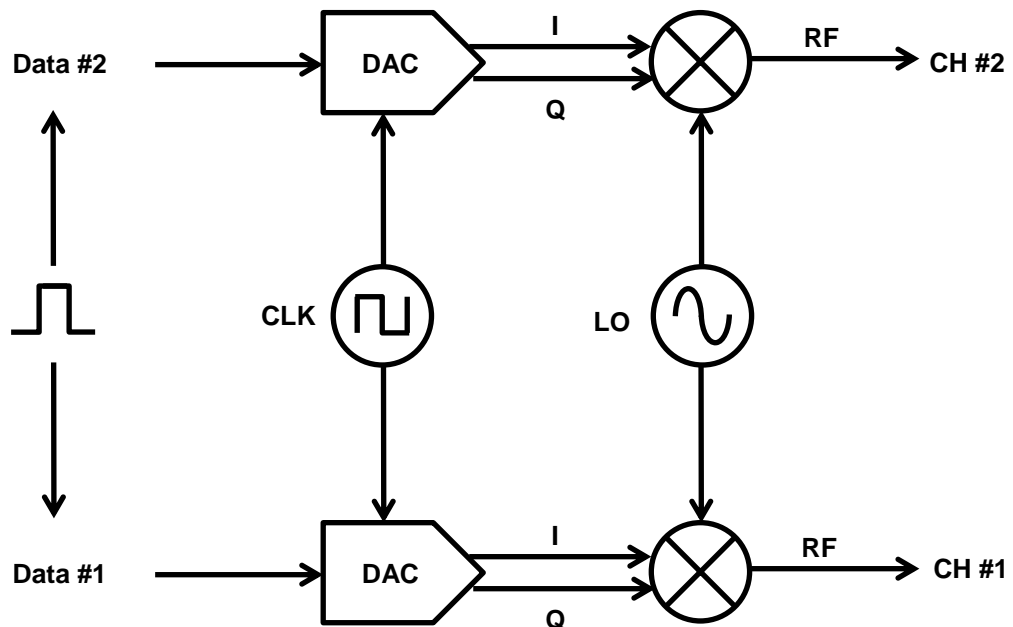 I
RF
Data #2
DAC
CH #2
Q
CLK
LO
I
RF
Data #1
DAC
CH #1
Q